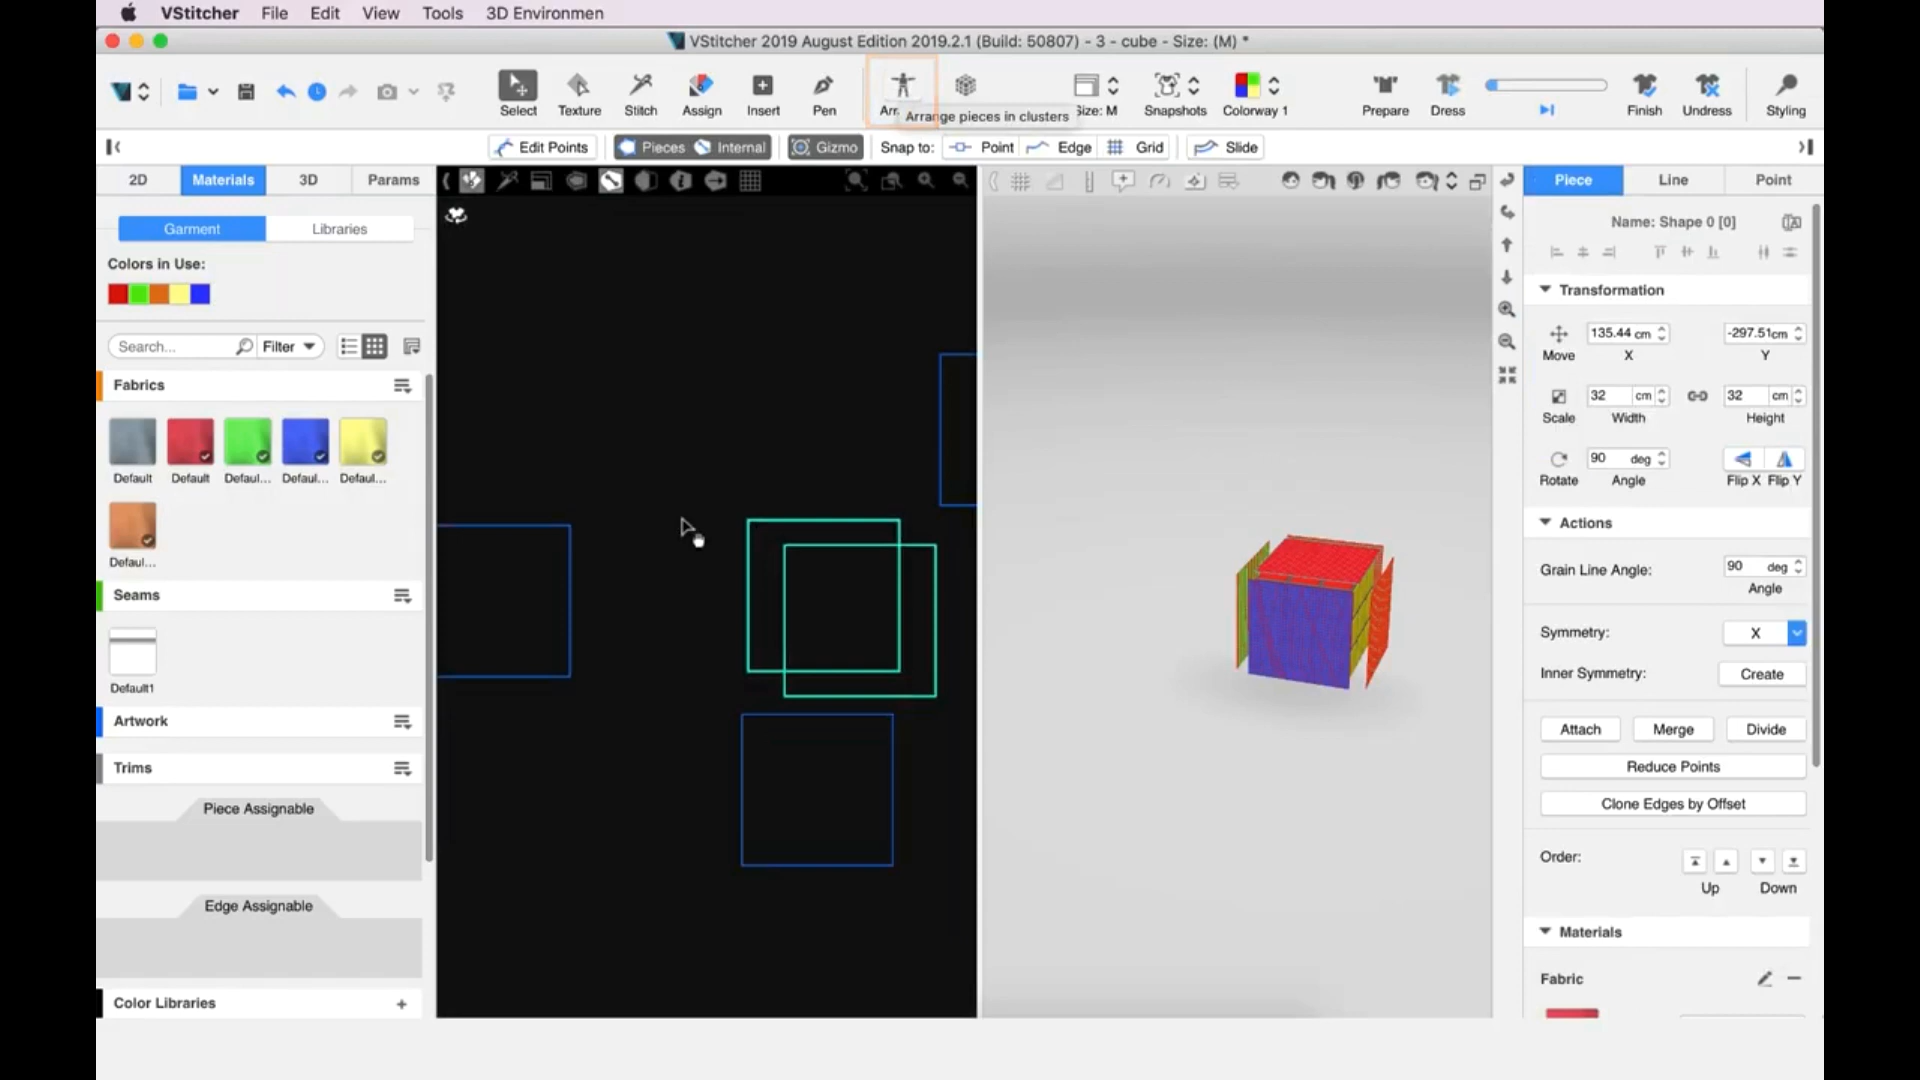 VStitcher File Edit View Tools 3D Environmen
VStitcher 2019 August Edition 2019.2.1 (Build: 50807) - 3 - cube - Size: (M) *
Select Texture Stitch Assign Insert Pen Arr Size: M Snapshots Colorway 1 Prepare Dress Finish Undress Styling
Arrange pieces in clusters
Edit Points Pieces Internal Gizmo Snap to: Point Edge Grid Slide
2D Materials 3D Params
Piece Line Point
Garment Libraries
Name: Shape 0 [0]
Colors in Use:
Transformation
135.44 cm -297.51cm
Move X Y
Search... Filter
Fabrics
32 cm 32 cm
Scale Width Height
90 deg
Rotate Angle Flip X Flip Y
Default Default Defaul... Defaul... Defaul...
Defaul...
Actions
Grain Line Angle: 90 deg
Angle
Seams
Symmetry: X
Inner Symmetry: Create
Default1
Artwork
Attach Merge Divide
Trims
Reduce Points
Piece Assignable
Clone Edges by Offset
Order:
Up Down
Edge Assignable
Materials
Fabric
Color Libraries +